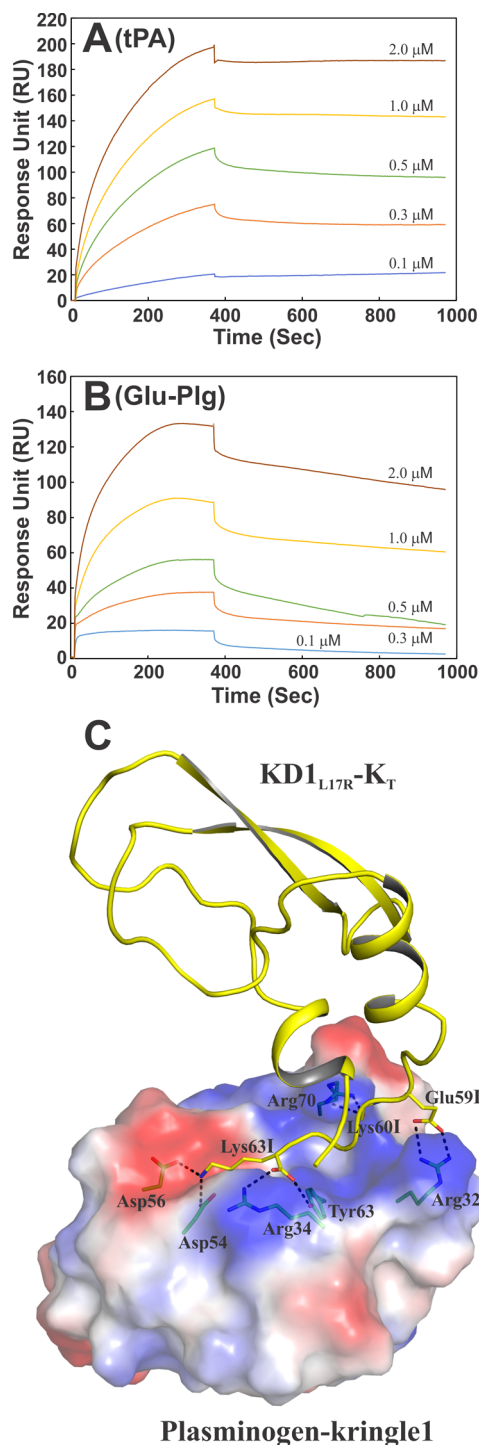 A (tPA)
Response Unit (RU)
220
200
180
160
140
120
100
80
60
40
20
0
2.0 μM
1.0 μM
0.5 μM
0.3 μM
0.1 μM
0 200 400 600 800 1000
Time (Sec)
B (Glu-Plg)
Response Unit (RU)
160
140
120
100
80
60
40
20
0
2.0 μM
1.0 μM
0.5 μM
0.1 μM 0.3 μM
0 200 400 600 800 1000
Time (Sec)
C
KD1L17R-KT
Arg70
Glu59I
Lys60I
Lys63I
Asp56
Arg32
Asp54
Arg34
Tyr63
Plasminogen-kringle1